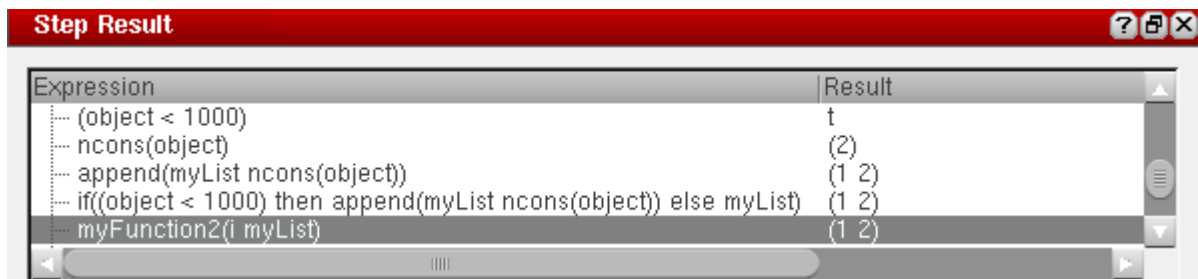 Step Result
Expression Result
(object < 1000) t
ncons(object) (2)
append(myList ncons(object)) (1 2)
if((object < 1000) then append(myList ncons(object)) else myList) (1 2)
myFunction2(i myList) (1 2)